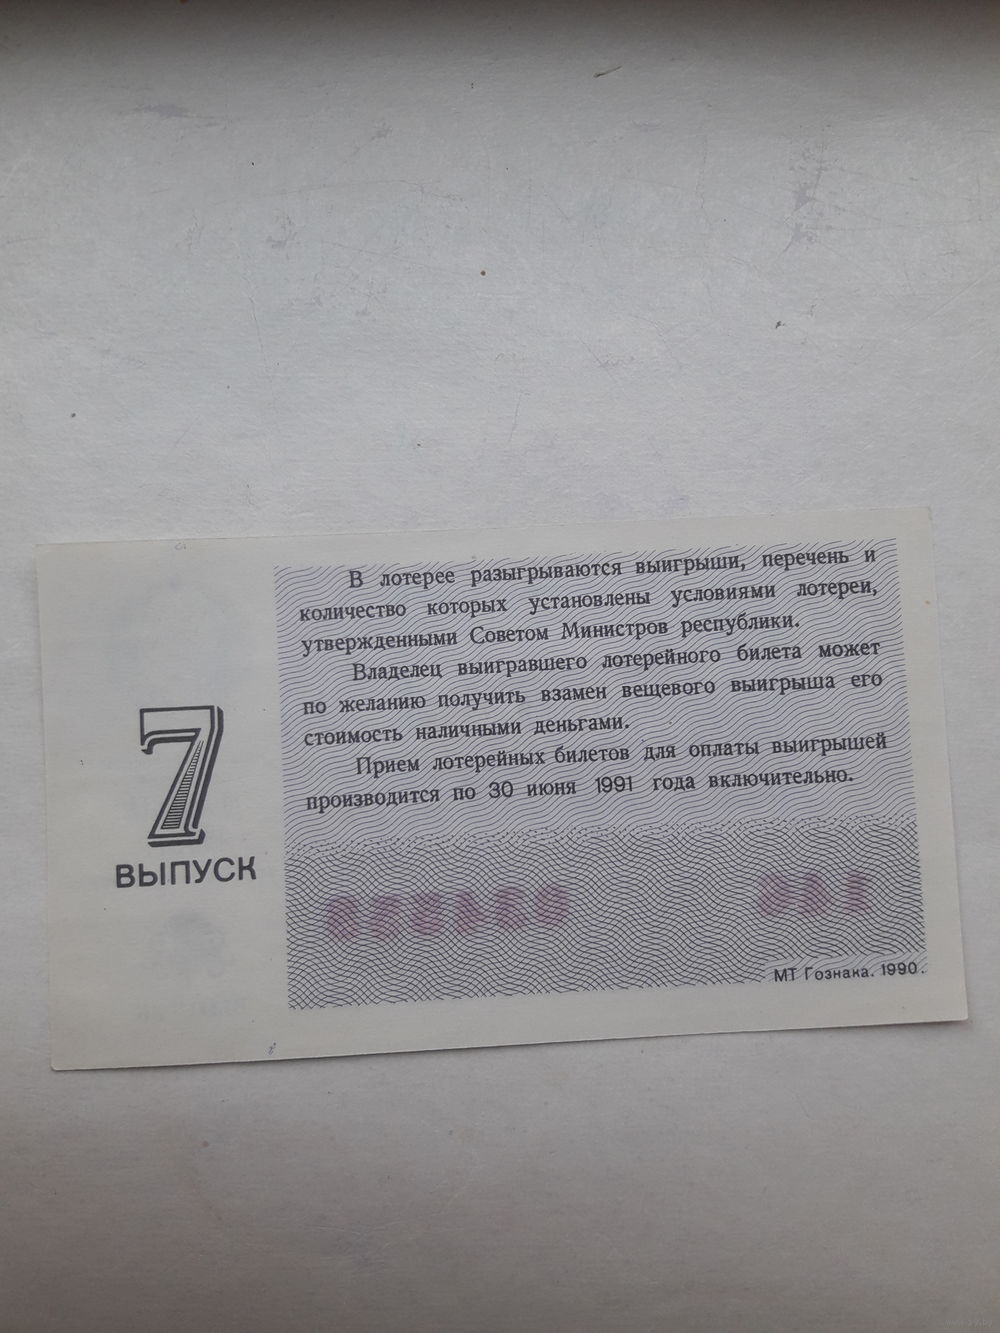 В лотерее разыгрываются выигрыши, перечень и
количество которых установлены условиями лотереи,
утвержденными Советом Министров республики.
Владелец выигравшего лотерейного билета может
по желанию получить взамен вещевого выигрыша его
стоимость наличными деньгами.
Прием лотерейных билетов для оплаты выигрышей
производится по 30 июня 1991 года включительно.
7
ВЫПУСК
МТ Гознака. 1990.